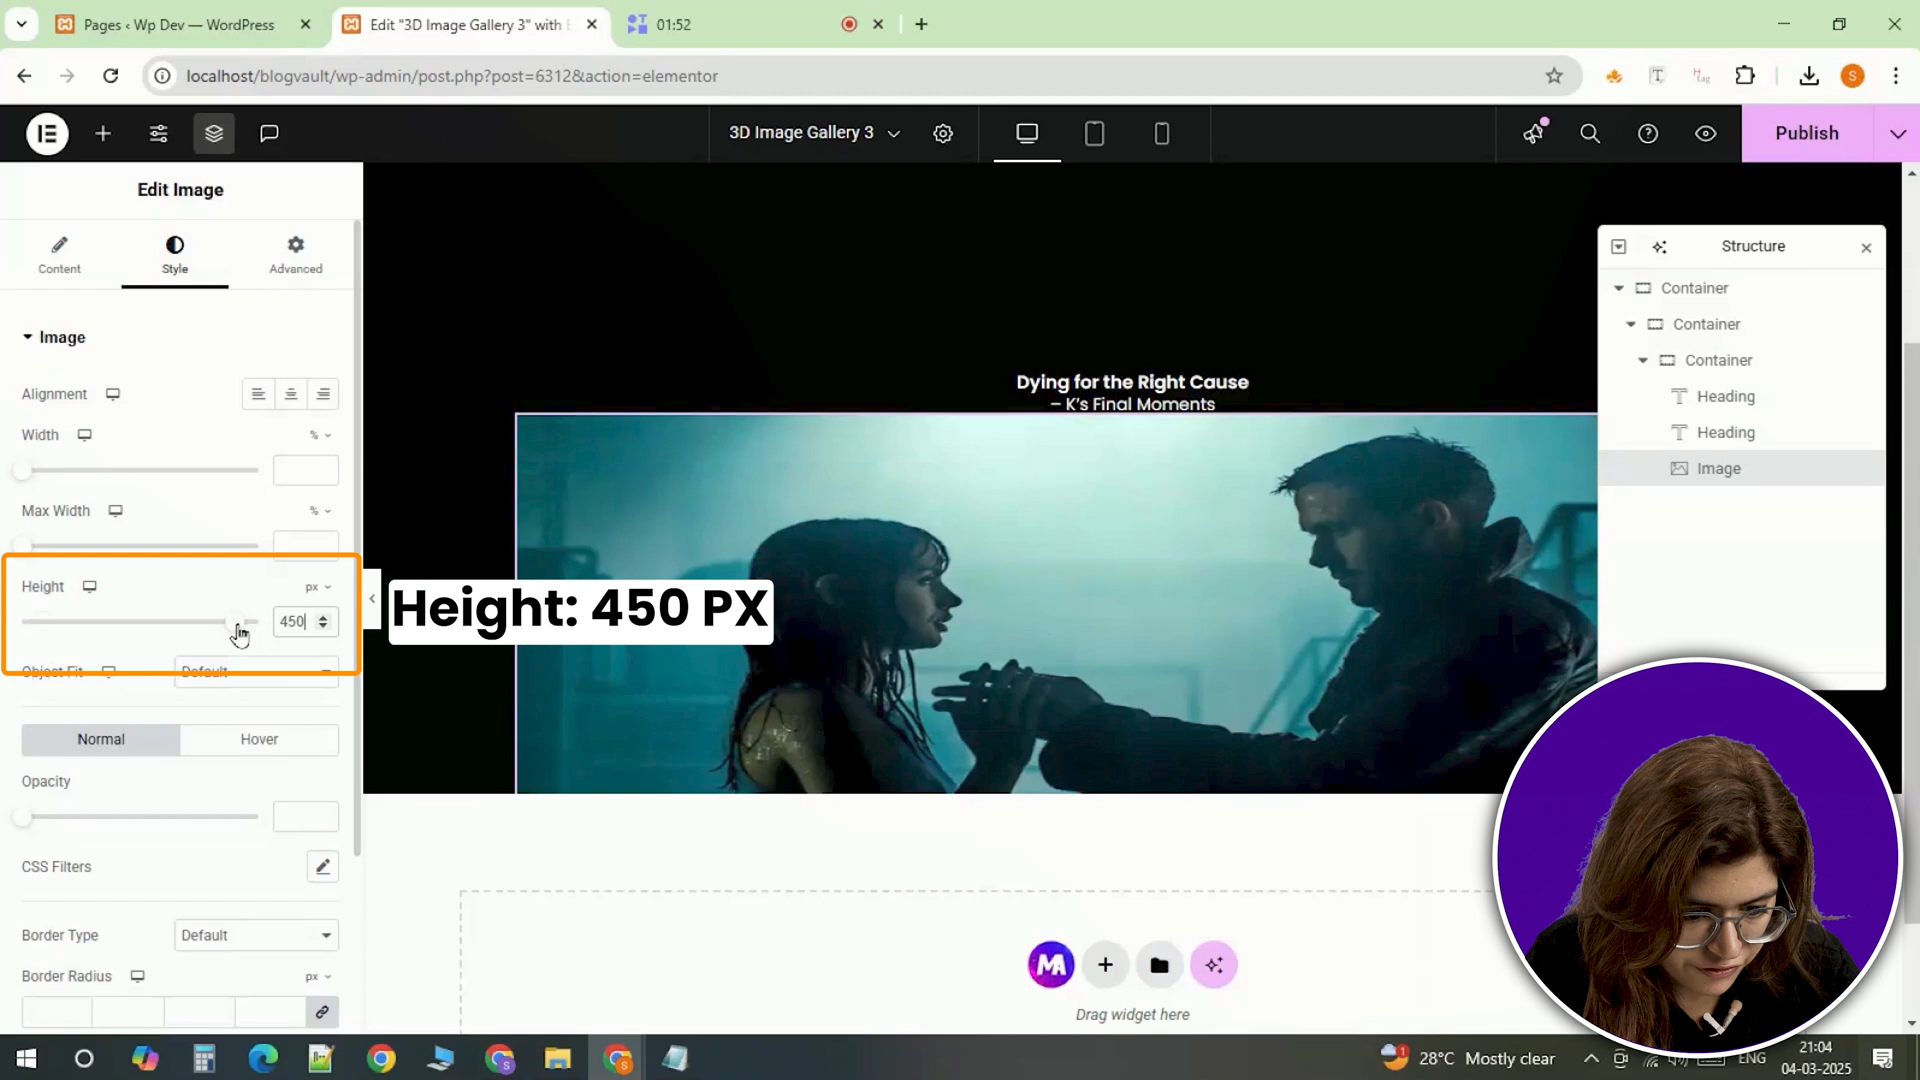 Pages ‹ Wp Dev — WordPress
Edit "3D Image Gallery 3" with E
01:52
localhost/blogvault/wp-admin/post.php?post=6312&action=elementor
S
3D Image Gallery 3
Publish
Edit Image
Content
Style
Advanced
Structure
Container
Container
Container
Heading
Heading
Image
Image
Alignment
Width
%
Max Width
%
Height
px
450
Object Fit
Default
Height: 450 PX
Dying for the Right Cause
– K's Final Moments
Normal
Hover
Opacity
CSS Filters
Border Type
Default
Border Radius
px
MA
Drag widget here
28°C Mostly clear
ENG
21:04
04-03-2025